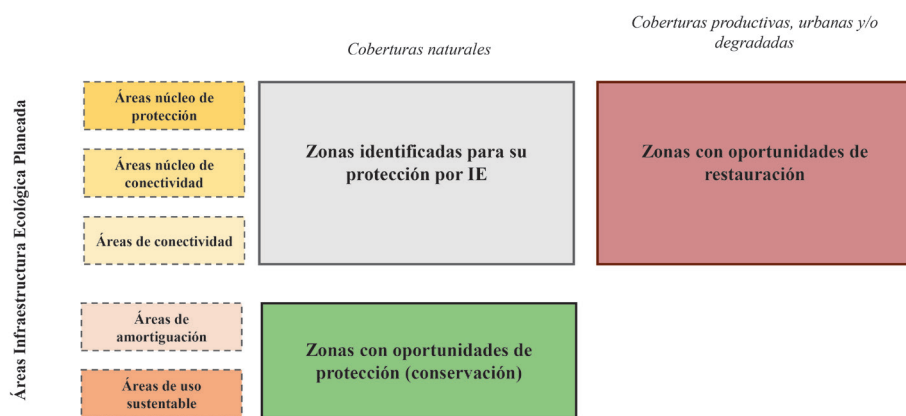 Coberturas naturales
Coberturas productivas, urbanas y/o
degradadas
Áreas Infraestructura Ecológica Planeada
Áreas núcleo de
protección
Áreas núcleo de
conectividad
Áreas de conectividad
Zonas identificadas para su
protección por IE
Zonas con oportunidades de
restauración
Áreas de
amortiguación
Áreas de uso
sustentable
Zonas con oportunidades de
protección (conservación)